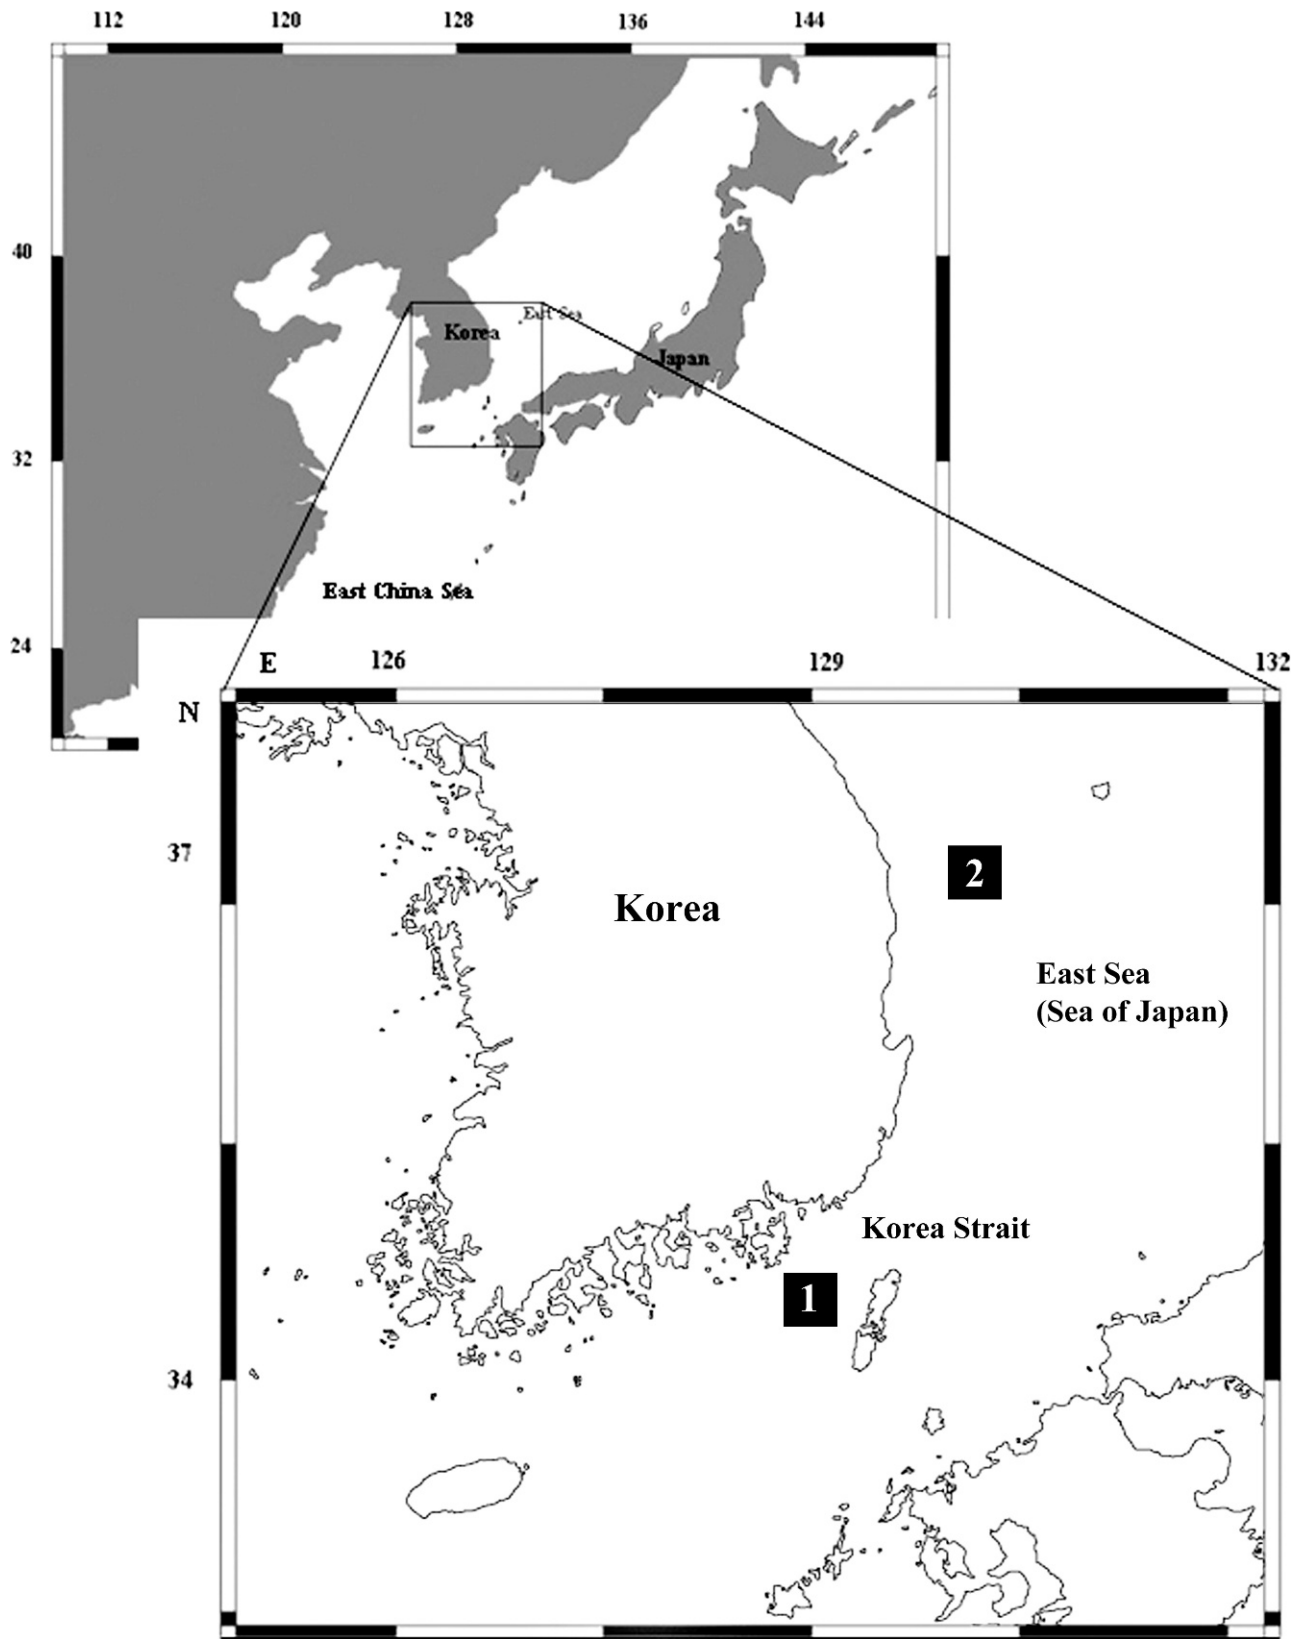 112 120 128 136 144
40
East Sea
Korea
Japan
32
East China Sea
24
E 126 129 132
N
37
2
Korea
East Sea
(Sea of Japan)
Korea Strait
1
34